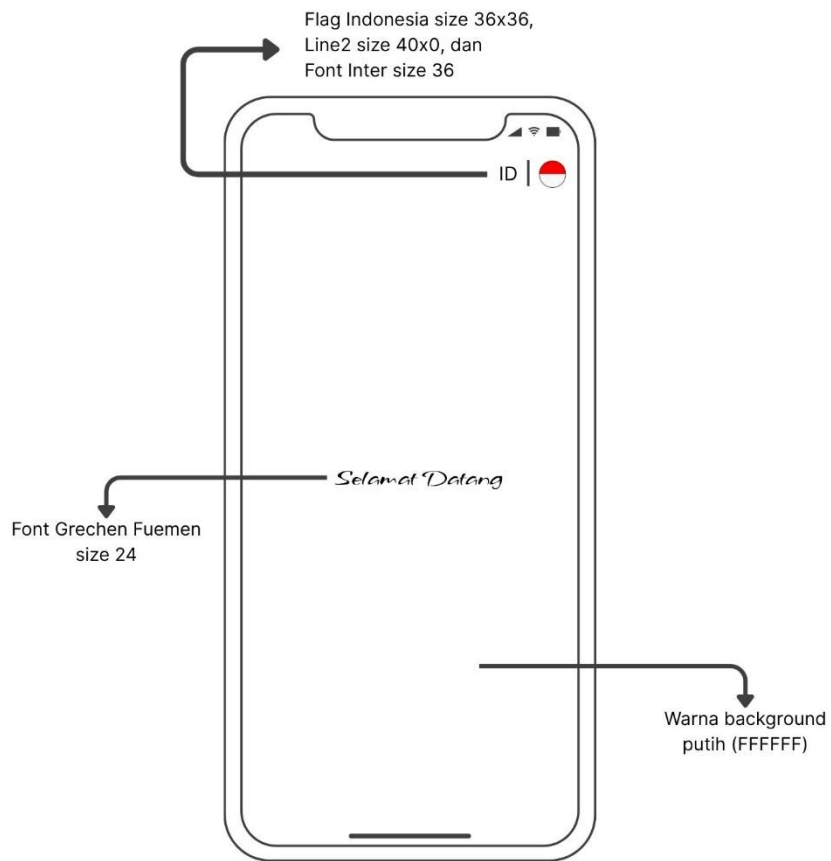 Flag Indonesia size 36x36,
Line2 size 40x0, dan
Font Inter size 36
ID
Selamat Datang
Font Grechen Fuemen
size 24
Warna background
putih (FFFFFF)